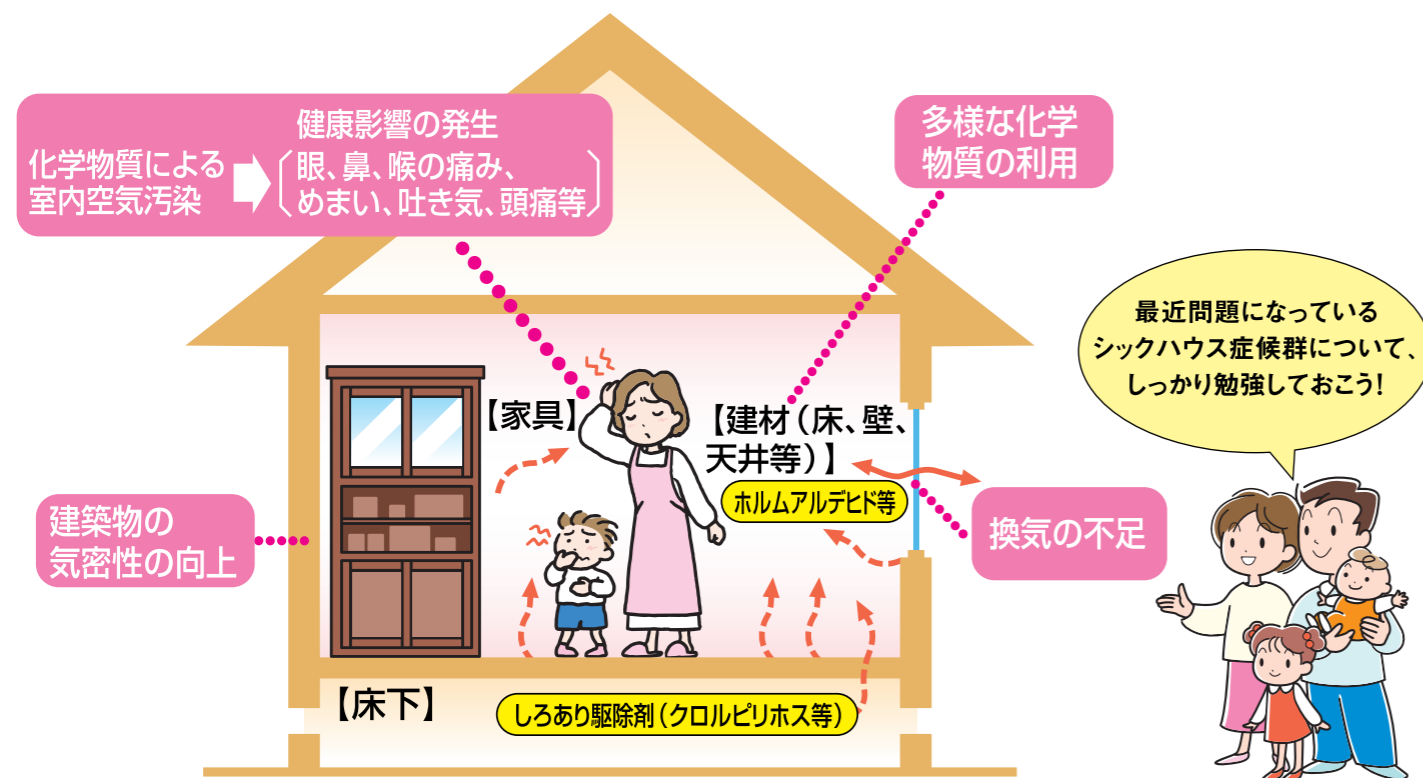 健康影響の発生
化学物質による
室内空気汚染
眼、鼻、喉の痛み、
めまい、吐き気、頭痛等
多様な化学
物質の利用
最近問題になっている
シックハウス症候群について、
しっかり勉強しておこう!
【家具】
【建材(床、壁、
天井等)】
ホルムアルデヒド等
建築物の
気密性の向上
換気の不足
【床下】
しろあり駆除剤(クロルピリホス等)